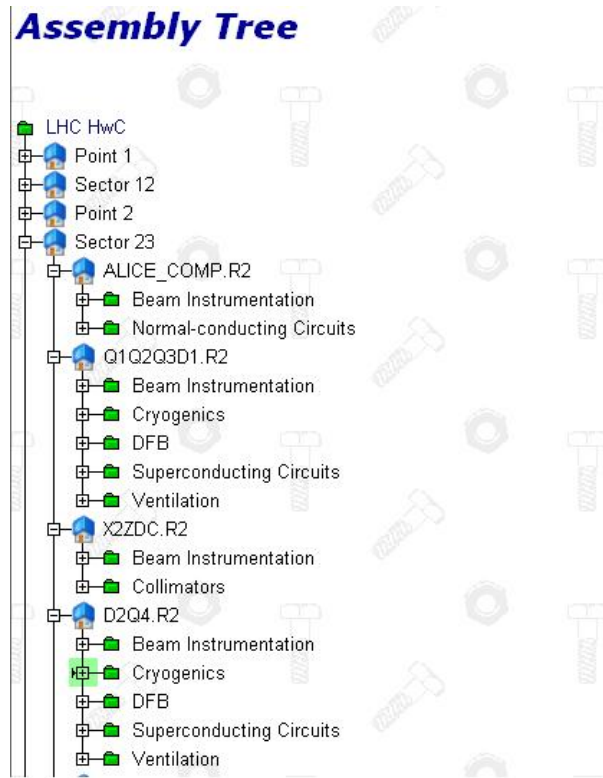 Assembly Tree
LHC HwC
Point 1
Sector 12
Point 2
Sector 23
ALICE_COMP.R2
Beam Instrumentation
Normal-conducting Circuits
Q1Q2Q3D1.R2
Beam Instrumentation
Cryogenics
DFB
Superconducting Circuits
Ventilation
X2ZDC.R2
Beam Instrumentation
Collimators
D2Q4.R2
Beam Instrumentation
Cryogenics
DFB
Superconducting Circuits
Ventilation